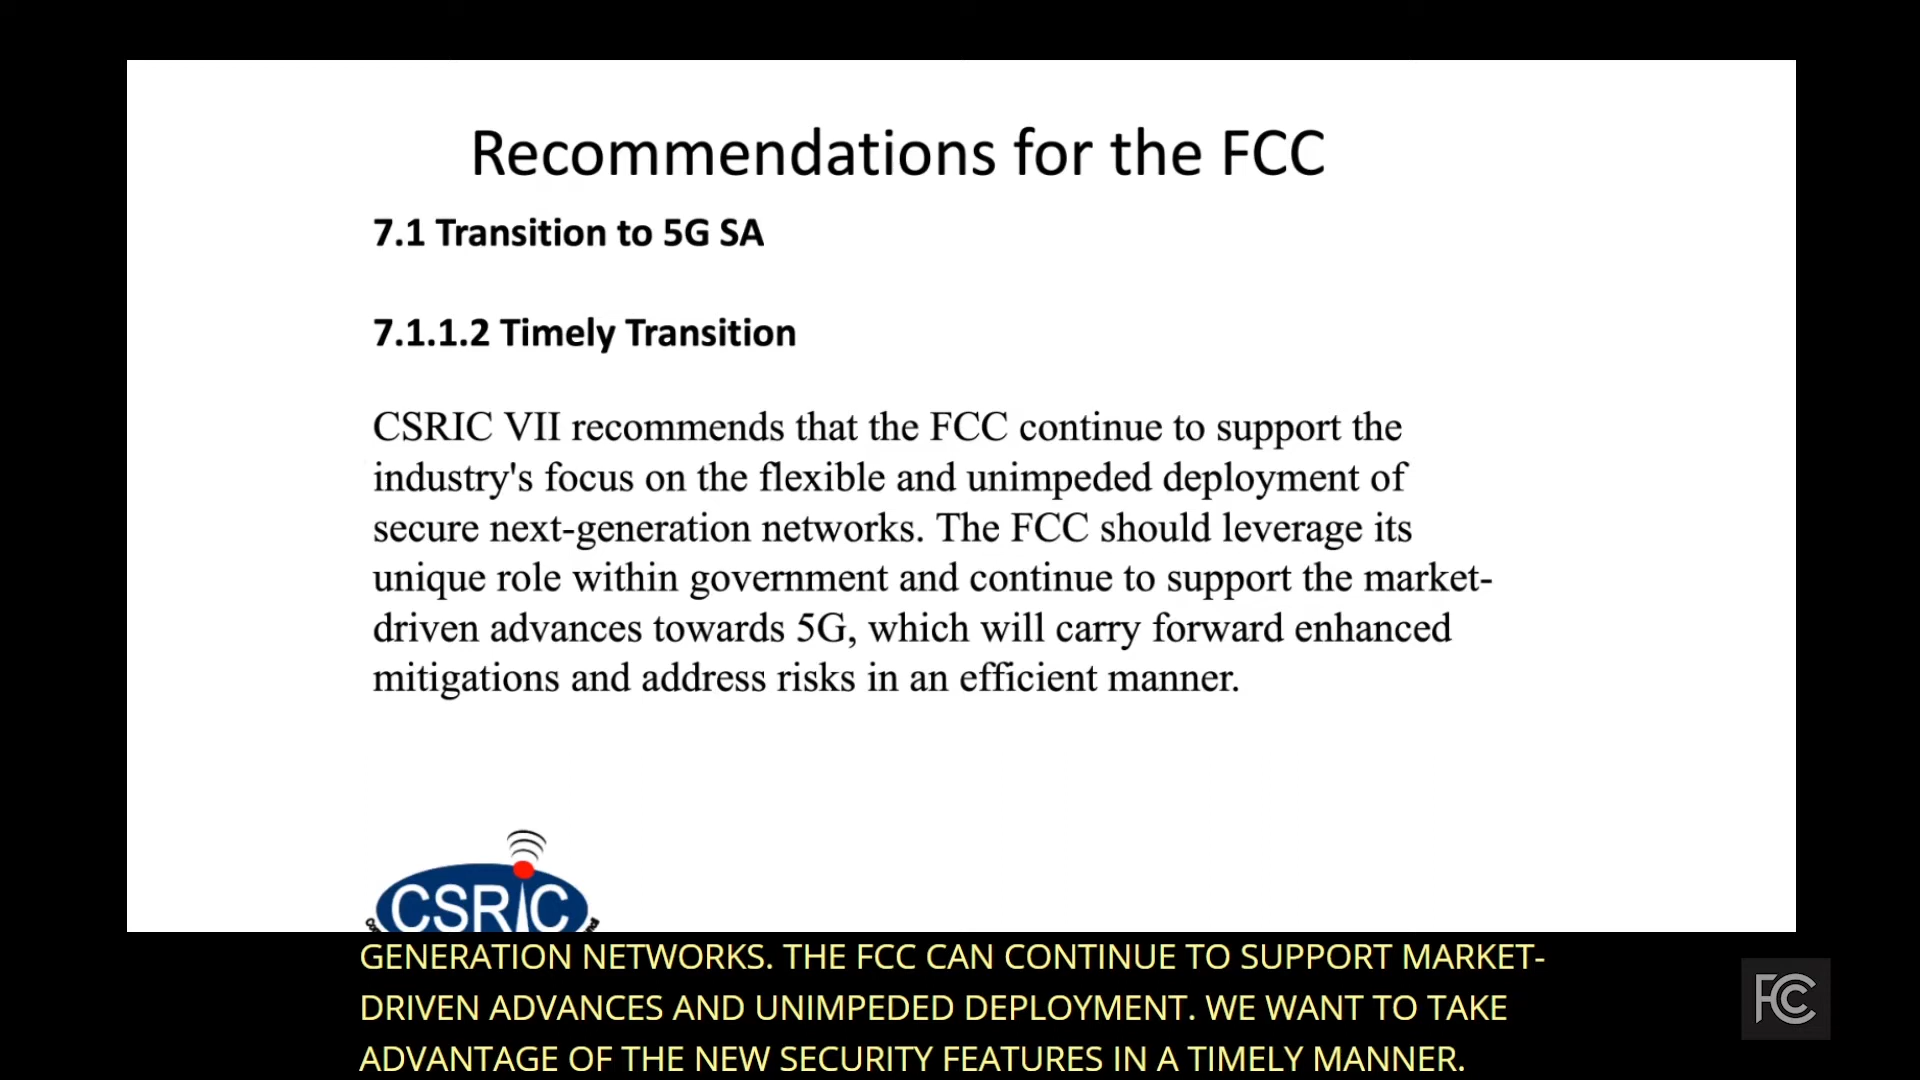 Recommendations for the FCC
7.1 Transition to 5G SA
7.1.1.2 Timely Transition
CSRIC VII recommends that the FCC continue to support the
industry's focus on the flexible and unimpeded deployment of
secure next-generation networks. The FCC should leverage its
unique role within government and continue to support the market-
driven advances towards 5G, which will carry forward enhanced
mitigations and address risks in an efficient manner.
CSRIC
GENERATION NETWORKS. THE FCC CAN CONTINUE TO SUPPORT MARKET-
DRIVEN ADVANCES AND UNIMPEDED DEPLOYMENT. WE WANT TO TAKE
ADVANTAGE OF THE NEW SECURITY FEATURES IN A TIMELY MANNER.
FCC